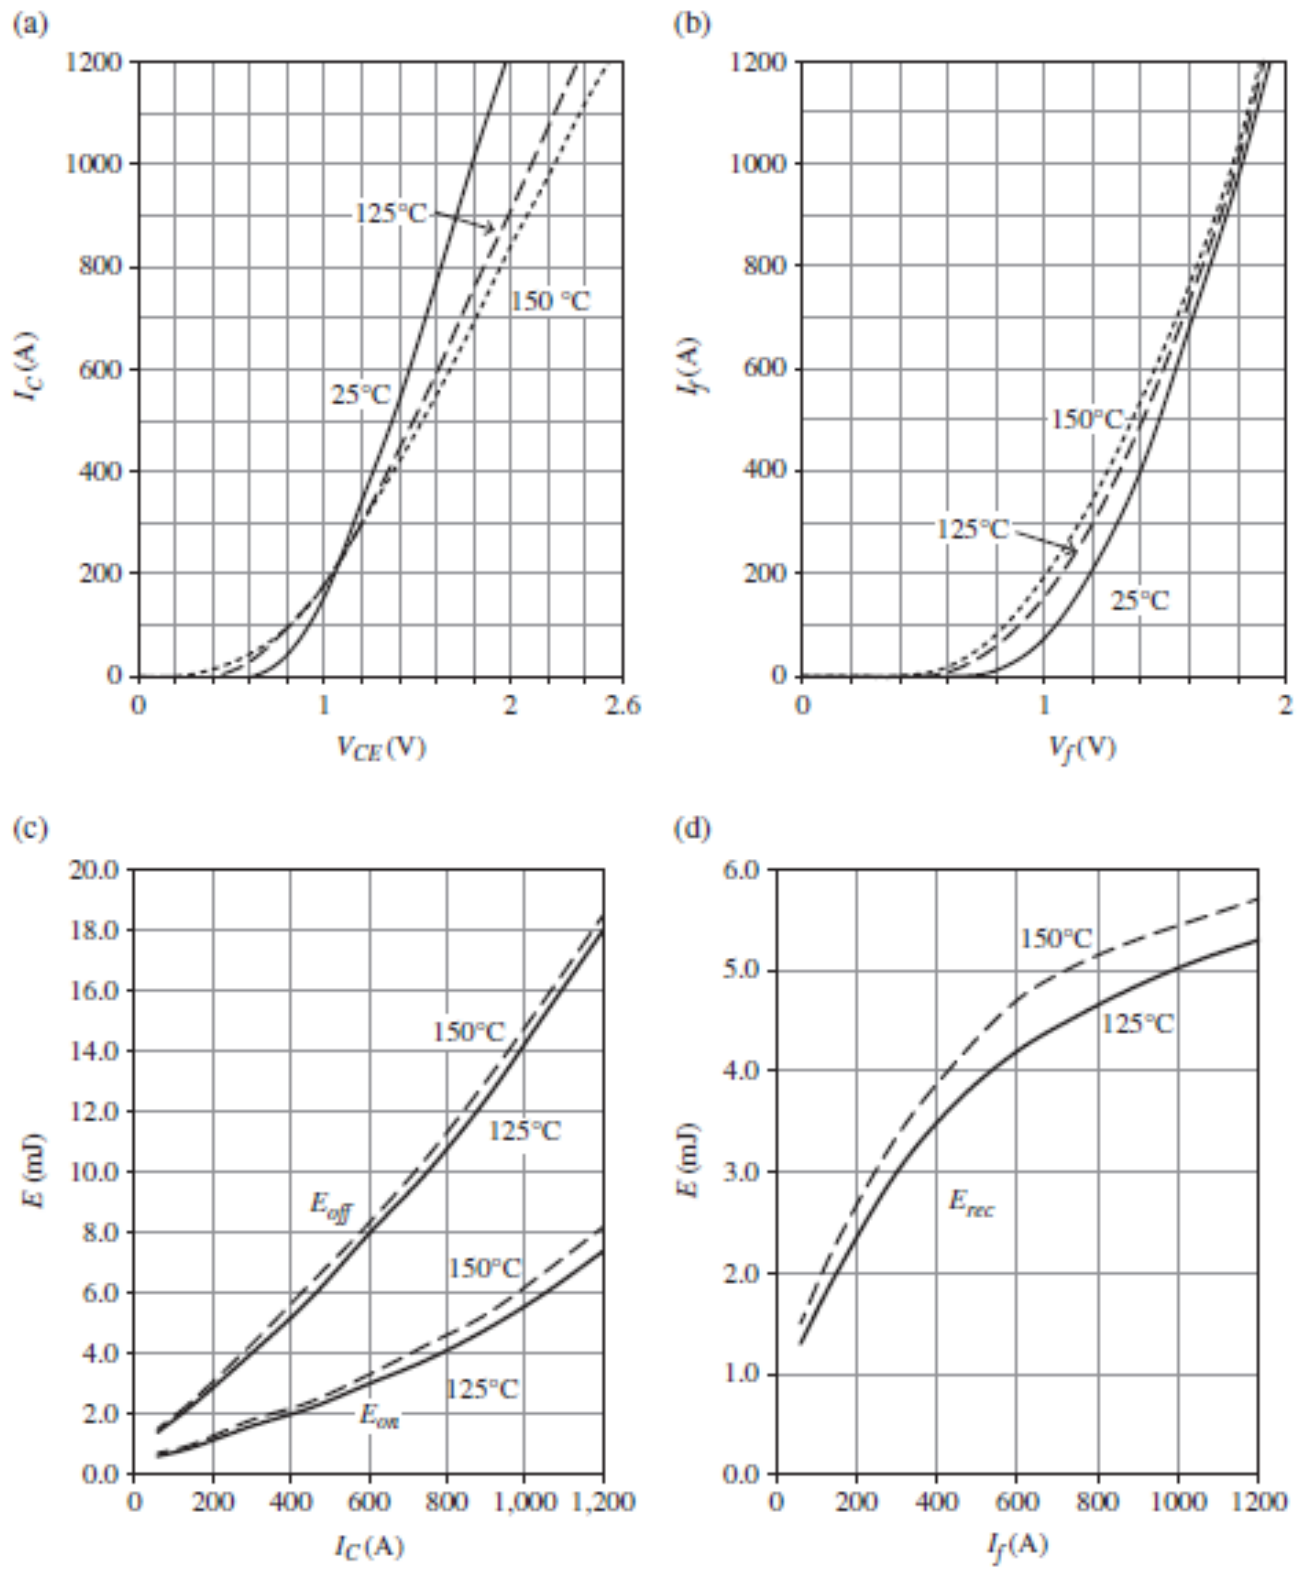 (a)
1200
1000
800
600
400
200
0
I_C (A)
125°C
150 °C
25°C
0 1 2 2.6
V_CE (V)
(b)
1200
1000
800
600
400
200
0
I_f (A)
150°C
125°C
25°C
0 1 2
V_f (V)
(c)
20.0
18.0
16.0
14.0
12.0
10.0
8.0
6.0
4.0
2.0
0.0
E (mJ)
150°C
125°C
E_off
150°C
125°C
E_on
0 200 400 600 800 1,000 1,200
I_C (A)
(d)
6.0
5.0
4.0
3.0
2.0
1.0
0.0
E (mJ)
150°C
125°C
E_rec
0 200 400 600 800 1000 1200
I_f (A)